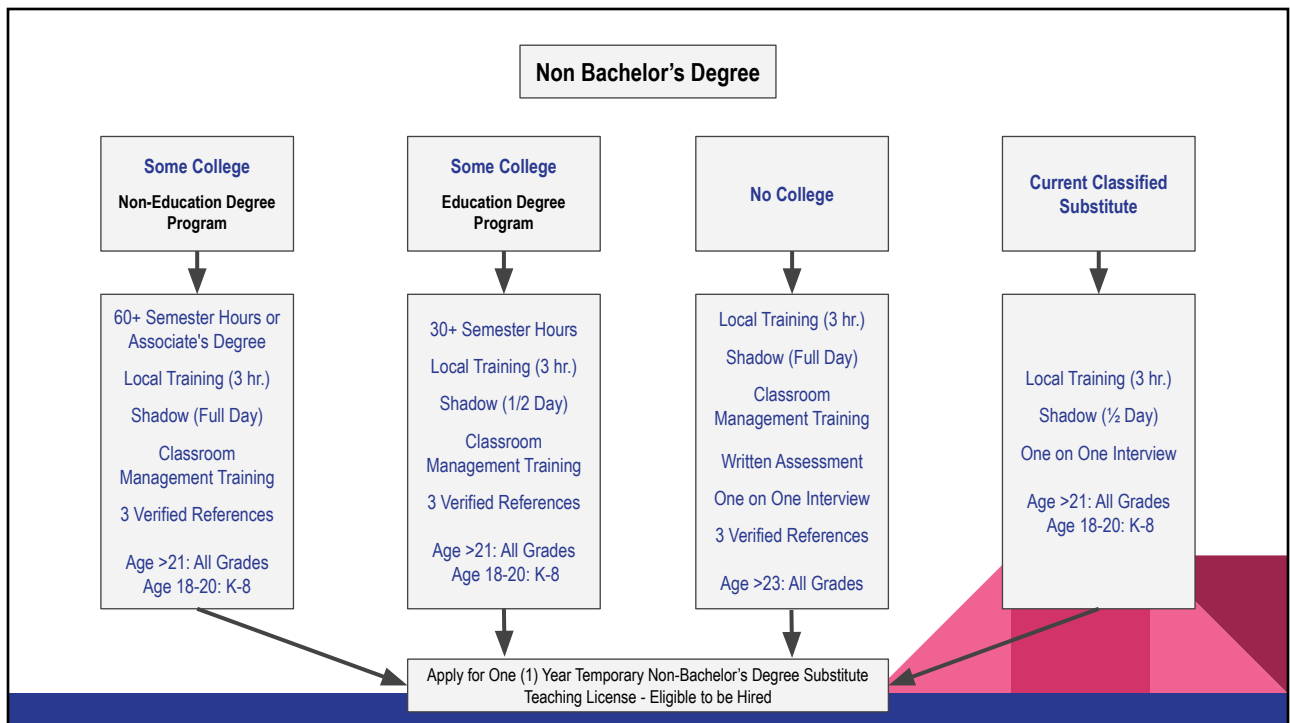 Non Bachelor’s Degree
Some College
Non-Education Degree
Program
60+ Semester Hours or
Associate's Degree
Local Training (3 hr.)
Shadow (Full Day)
Classroom
Management Training
3 Verified References
Age >21: All Grades
Age 18-20: K-8
Some College
Education Degree
Program
30+ Semester Hours
Local Training (3 hr.)
Shadow (1/2 Day)
Classroom
Management Training
3 Verified References
Age >21: All Grades
Age 18-20: K-8
No College
Local Training (3 hr.)
Shadow (Full Day)
Classroom
Management Training
Written Assessment
One on One Interview
3 Verified References
Age >23: All Grades
Current Classified
Substitute
Local Training (3 hr.)
Shadow (½ Day)
One on One Interview
Age >21: All Grades
Age 18-20: K-8
Apply for One (1) Year Temporary Non-Bachelor’s Degree Substitute
Teaching License - Eligible to be Hired